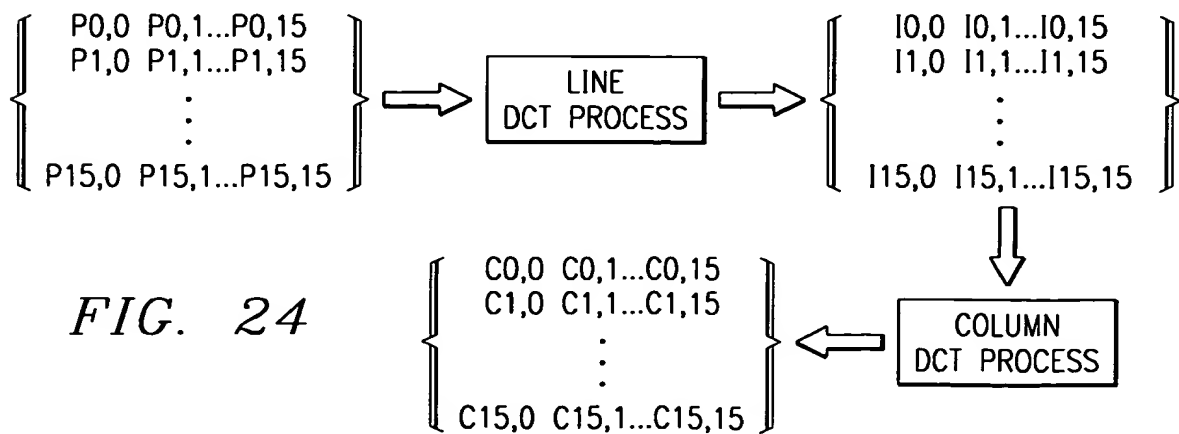 P0,0 P0,1...P0,15
P1,0 P1,1...P1,15
.
.
.
P15,0 P15,1...P15,15
LINE
DCT PROCESS
I0,0 I0,1...I0,15
I1,0 I1,1...I1,15
.
.
.
I15,0 I15,1...I15,15
COLUMN
DCT PROCESS
C0,0 C0,1...C0,15
C1,0 C1,1...C1,15
.
.
.
C15,0 C15,1...C15,15
FIG. 24